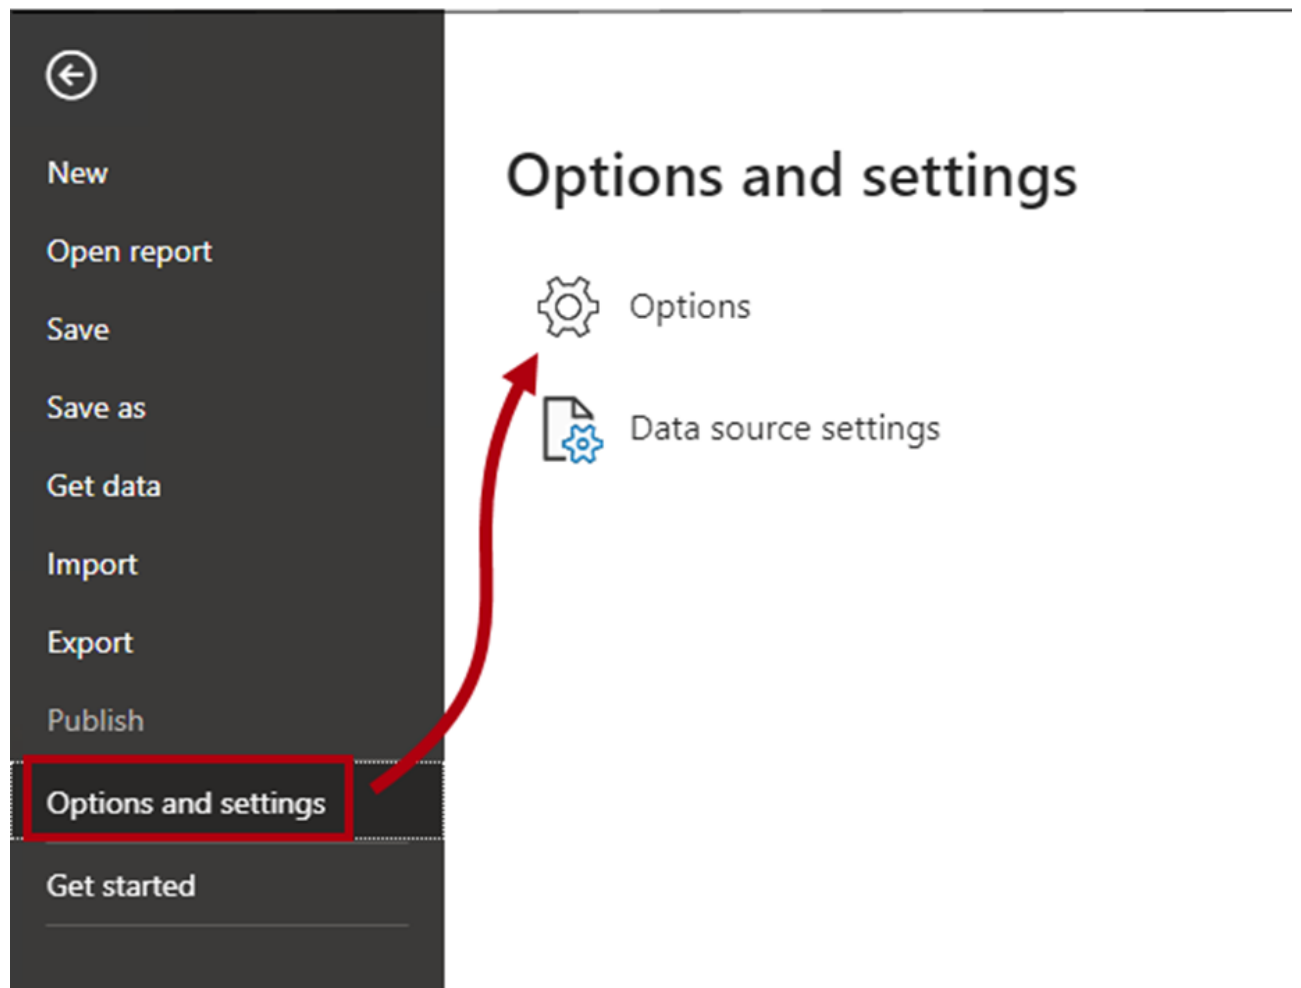 New
Open report
Save
Save as
Get data
Import
Export
Publish
Options and settings
Get started
Options and settings
Options
Data source settings